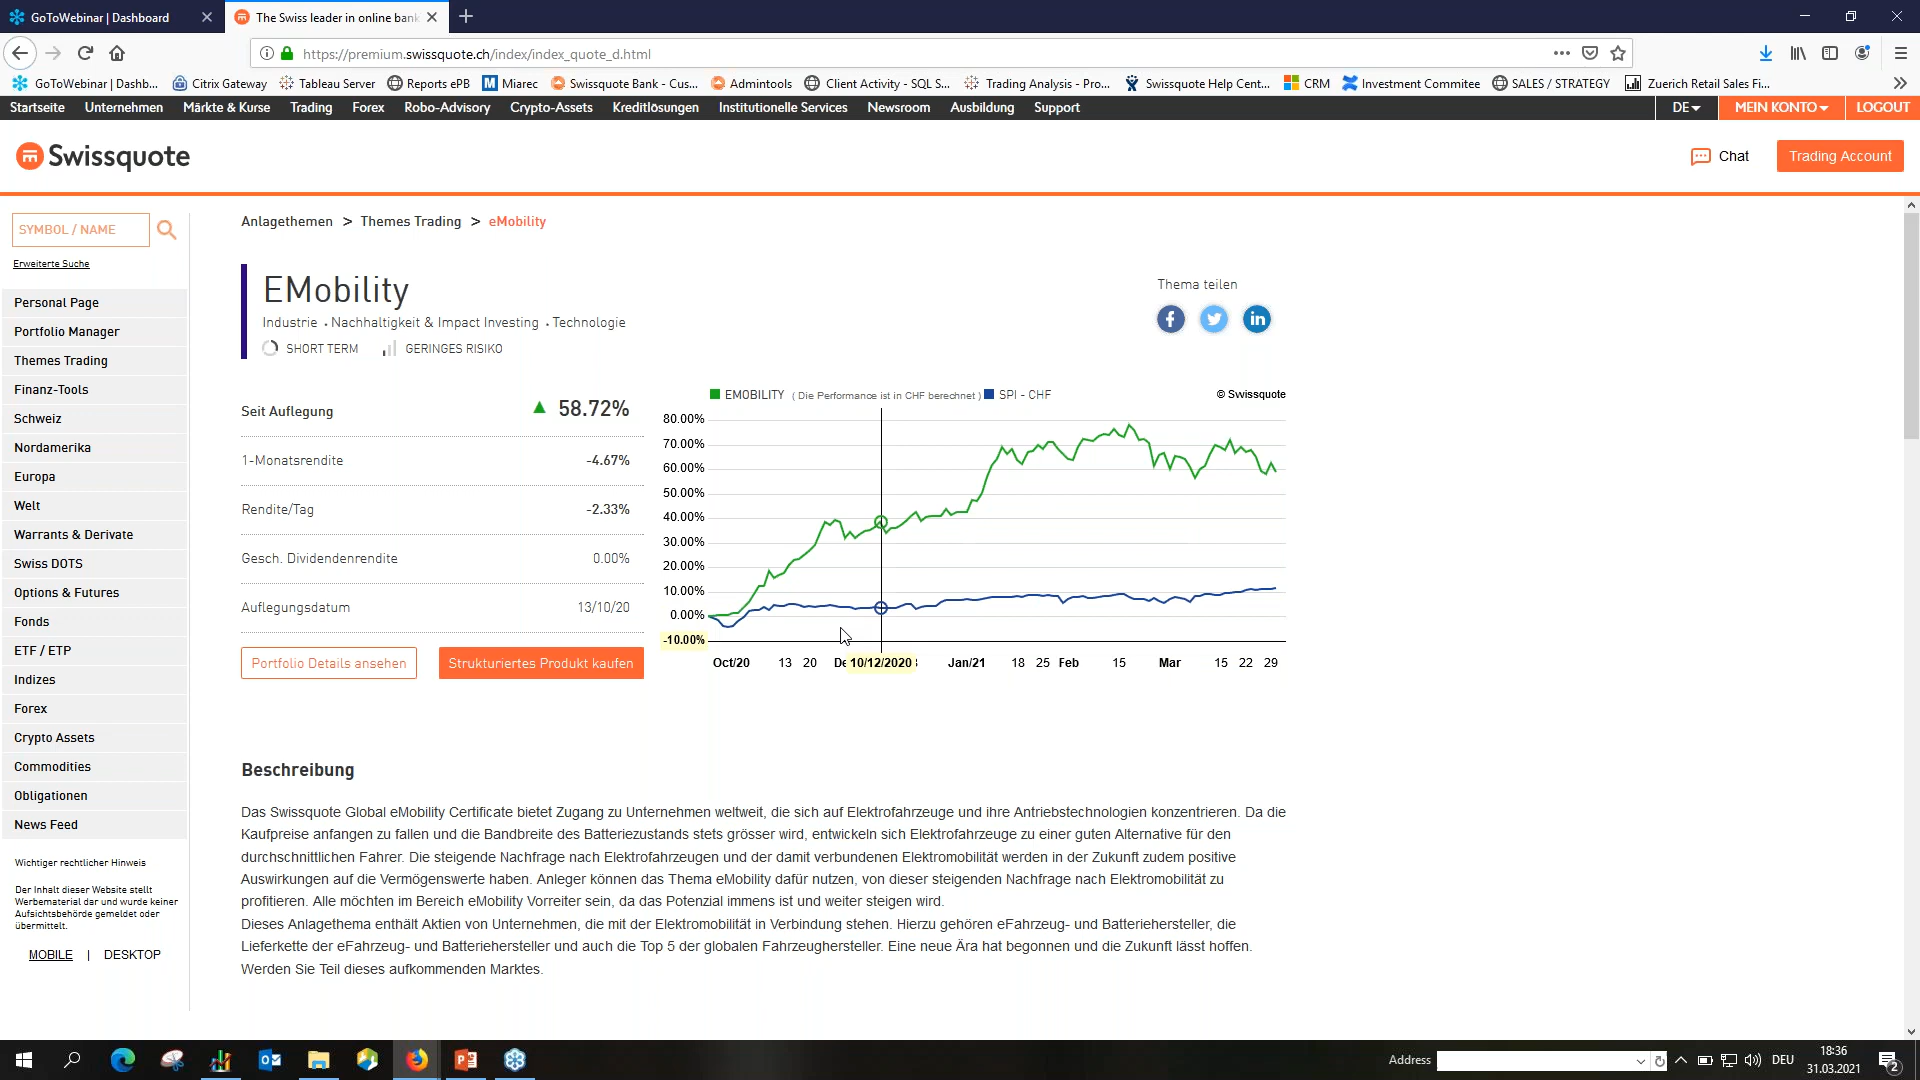 GoToWebinar | Dashboard
The Swiss leader in online bank
https://premium.swissquote.ch/index/index_quote_d.html
GoToWebinar | Dashb...
Citrix Gateway
Tableau Server
Reports ePB
Miarec
Swissquote Bank - Cus...
Admintools
Client Activity - SQL S...
Trading Analysis - Pro...
Swissquote Help Cent...
CRM
Investment Commitee
SALES / STRATEGY
Zuerich Retail Sales Fi...
Startseite
Unternehmen
Märkte & Kurse
Trading
Forex
Robo-Advisory
Crypto-Assets
Kreditlösungen
Institutionelle Services
Newsroom
Ausbildung
Support
DE
MEIN KONTO
LOGOUT
Swissquote
Chat
Trading Account
SYMBOL / NAME
Erweiterte Suche
Personal Page
Portfolio Manager
Themes Trading
Finanz-Tools
Schweiz
Nordamerika
Europa
Welt
Warrants & Derivate
Swiss DOTS
Options & Futures
Fonds
ETF / ETP
Indizes
Forex
Crypto Assets
Commodities
Obligationen
News Feed
Wichtiger rechtlicher Hinweis
Der Inhalt dieser Website stellt
Werbematerial dar und wurde keiner
Aufsichtsbehörde gemeldet oder
übermittelt.
MOBILE | DESKTOP
Anlagethemen > Themes Trading > eMobility
EMobility
Industrie • Nachhaltigkeit & Impact Investing • Technologie
SHORT TERM
GERINGES RISIKO
Thema teilen
Seit Auflegung 58.72%
1-Monatsrendite -4.67%
Rendite/Tag -2.33%
Gesch. Dividendenrendite 0.00%
Auflegungsdatum 13/10/20
Portfolio Details ansehen
Strukturiertes Produkt kaufen
EMOBILITY ( Die Performance ist in CHF berechnet ) SPI - CHF
© Swissquote
80.00%
70.00%
60.00%
50.00%
40.00%
30.00%
20.00%
10.00%
0.00%
-10.00%
Oct/20 13 20 De 10/12/2020 Jan/21 18 25 Feb 15 Mar 15 22 29
Beschreibung
Das Swissquote Global eMobility Certificate bietet Zugang zu Unternehmen weltweit, die sich auf Elektrofahrzeuge und ihre Antriebstechnologien konzentrieren. Da die
Kaufpreise anfangen zu fallen und die Bandbreite des Batteriezustands stets grösser wird, entwickeln sich Elektrofahrzeuge zu einer guten Alternative für den
durchschnittlichen Fahrer. Die steigende Nachfrage nach Elektrofahrzeugen und der damit verbundenen Elektromobilität werden in der Zukunft zudem positive
Auswirkungen auf die Vermögenswerte haben. Anleger können das Thema eMobility dafür nutzen, von dieser steigenden Nachfrage nach Elektromobilität zu
profitieren. Alle möchten im Bereich eMobility Vorreiter sein, da das Potenzial immens ist und weiter steigen wird.
Dieses Anlagethema enthält Aktien von Unternehmen, die mit der Elektromobilität in Verbindung stehen. Hierzu gehören eFahrzeug- und Batteriehersteller, die
Lieferkette der eFahrzeug- und Batteriehersteller und auch die Top 5 der globalen Fahrzeughersteller. Eine neue Ära hat begonnen und die Zukunft lässt hoffen.
Werden Sie Teil dieses aufkommenden Marktes.
Address
DEU
18:36
31.03.2021
2